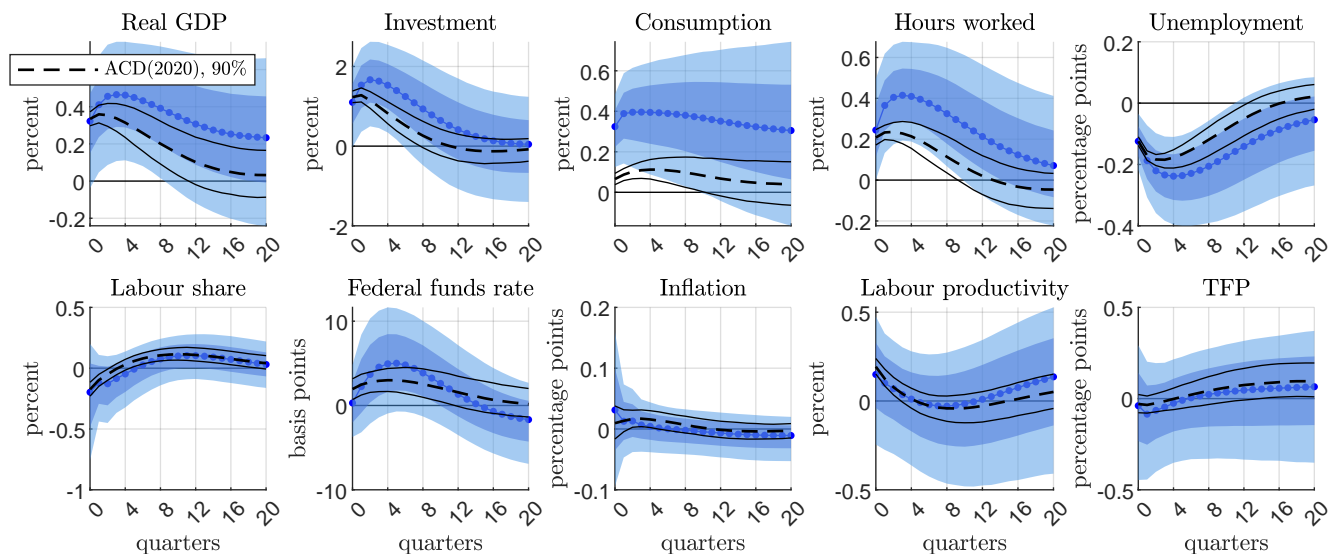 Real GDP
Investment
Consumption
Hours worked
Unemployment
ACD(2020), 90%
percent
0.4
0.2
0
-0.2
0 4 8 12 16 20
percent
2
0
-2
0 4 8 12 16 20
percent
0.6
0.4
0.2
0
0 4 8 12 16 20
percent
0.6
0.4
0.2
0
-0.2
0 4 8 12 16 20
percentage points
0.2
0
-0.2
-0.4
0 4 8 12 16 20
Labour share
Federal funds rate
Inflation
Labour productivity
TFP
percent
0.5
0
-0.5
-1
0 4 8 12 16 20
quarters
basis points
10
0
-10
0 4 8 12 16 20
quarters
percentage points
0.2
0.1
0
-0.1
0 4 8 12 16 20
quarters
percent
0.5
0
-0.5
0 4 8 12 16 20
quarters
percentage points
0.5
0
-0.5
0 4 8 12 16 20
quarters